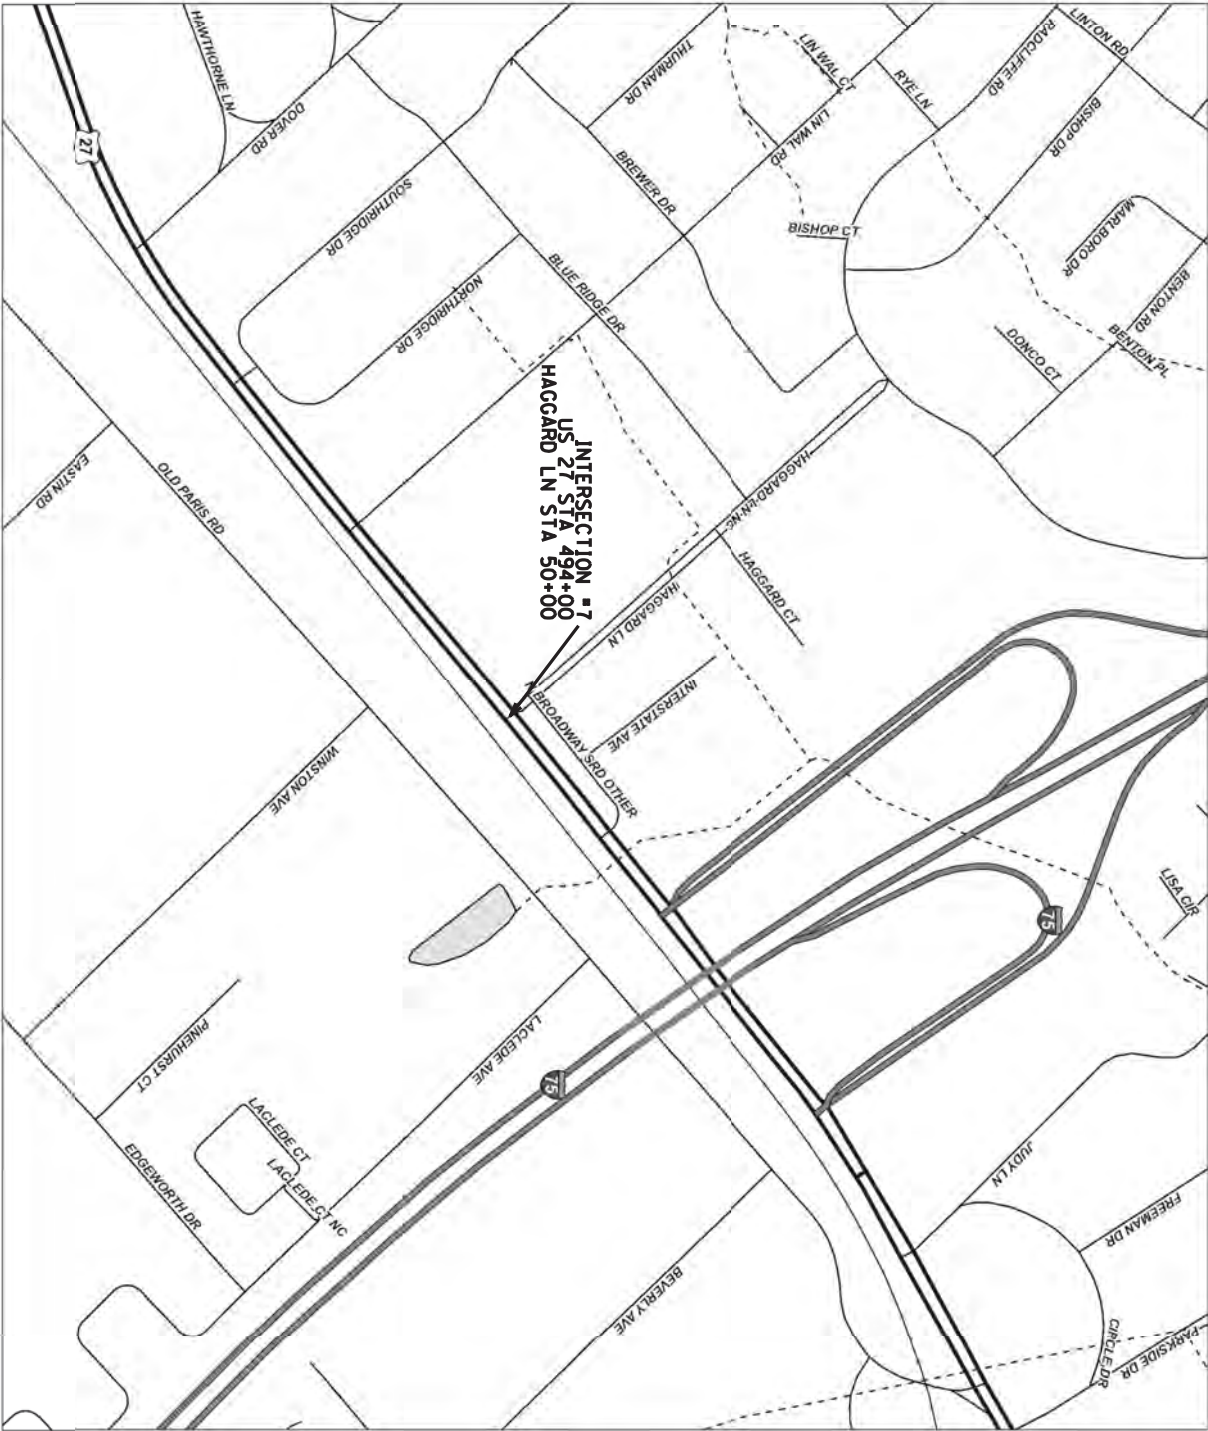 LINTON RD
RADCLIFFE RD
HAWTHORNE LN
THURMAN DR
LIN WAL CT
RYE LN
BISHOP DR
27
DOVER RD
LIN WAL RD
BREWER DR
SOUTHRIDGE DR
BISHOP CT
MARLBORO DR
BENTON RD
BLUE RIDGE DR
NORTHRIDGE DR
DONCO CT
BENTON PL
INTERSECTION #7
US 27 STA 494+00
HAGGARD LN STA 50+00
HAGGARD LN NC
EASTIN RD
OLD PARIS RD
HAGGARD CT
HAGGARD LN
INTERSTATE AVE
N BROADWAY SRD OTHER
WINSTON AVE
LISA CIR
75
PINEHURST CT
LACLEDE AVE
75
LACLEDE CT
LACLEDE CT NC
EDGEWORTH DR
JUDY LN
FREEMAN DR
BEVERLY AVE
CIRCLE DR
PARKSIDE DR